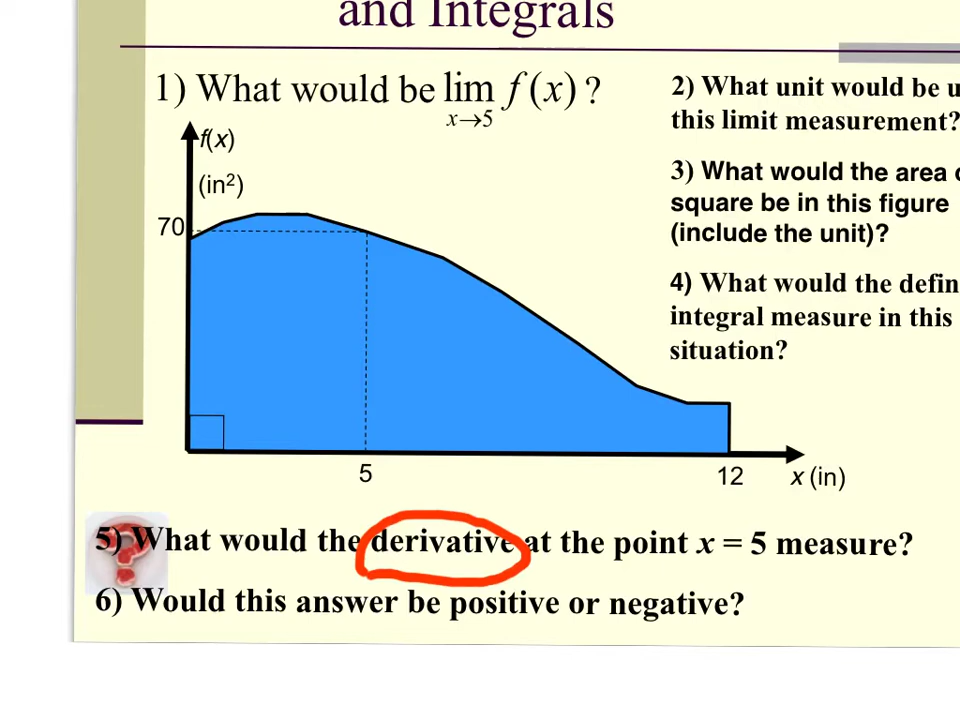 and Integrals
1) What would be lim f(x) ?
x→5
2) What unit would be
this limit measurement?
3) What would the area
square be in this figure
(include the unit)?
4) What would the
integral measure in this
situation?
f(x)
(in²)
70
5
12
x (in)
5) What would the derivative at the point x = 5 measure?
6) Would this answer be positive or negative?